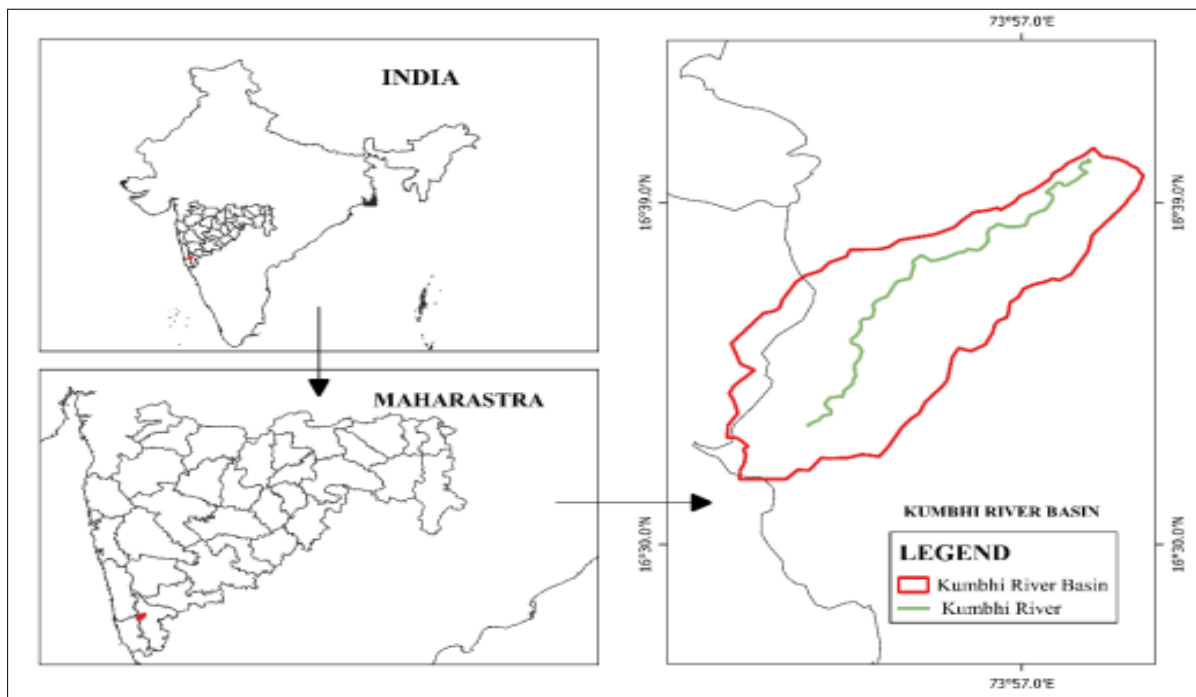 INDIA
MAHARASTRA
73°57.0'E
16°39.0'N
16°39.0'N
16°30.0'N
16°30.0'N
KUMBHI RIVER BASIN
LEGEND
Kumbhi River Basin
Kumbhi River
73°57.0'E